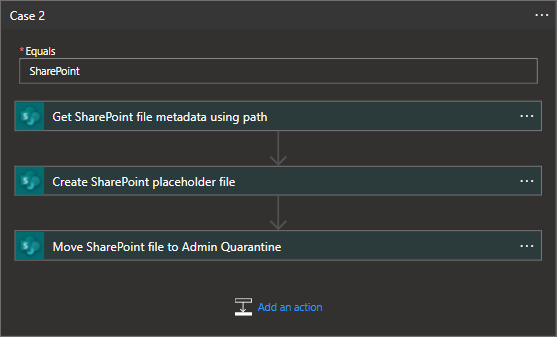 Case 2
*Equals
SharePoint
Get SharePoint file metadata using path
Create SharePoint placeholder file
Move SharePoint file to Admin Quarantine
Add an action